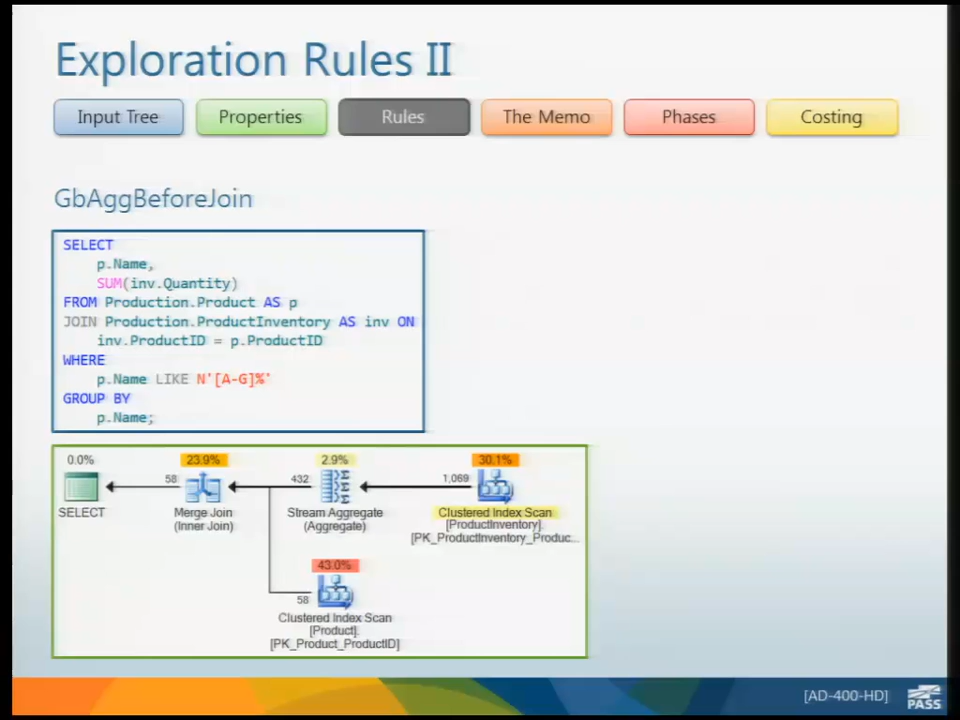 Exploration Rules II
Input Tree
Properties
Rules
The Memo
Phases
Costing
GbAggBeforeJoin
SELECT
p.Name,
SUM(inv.Quantity)
FROM Production.Product AS p
JOIN Production.ProductInventory AS inv ON
inv.ProductID = p.ProductID
WHERE
p.Name LIKE N'[A-G]%'
GROUP BY
p.Name;
0.0%
SELECT
58
23.9%
Merge Join
(Inner Join)
432
2.9%
Stream Aggregate
(Aggregate)
1,069
30.1%
Clustered Index Scan
[ProductInventory].
[PK_ProductInventory_Produc...
58
43.0%
Clustered Index Scan
[Product].
[PK_Product_ProductID]
[AD-400-HD]
PASS